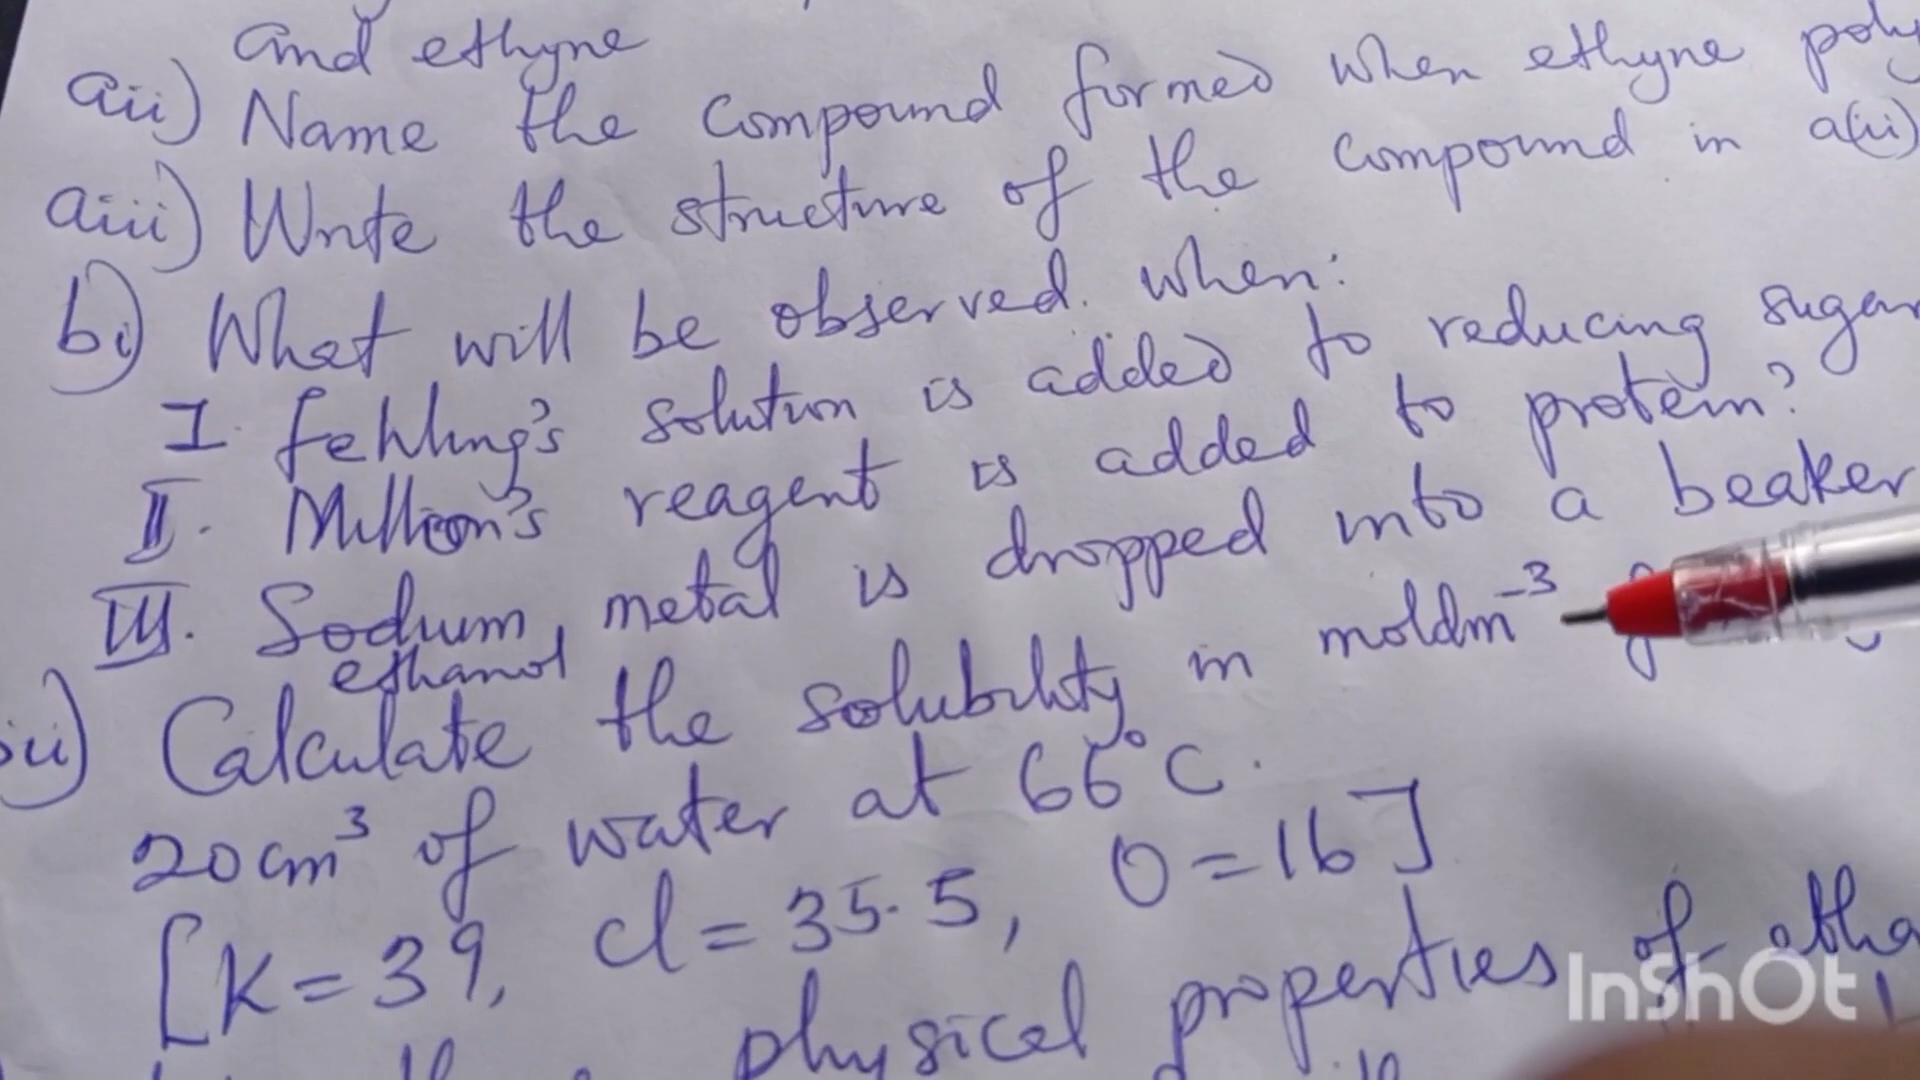 and ethyne
aii) Name the compound formed when ethyne poly
aiii) Write the structure of the compound in a(ii)
bi) What will be observed when:
I. Fehling's solution is added to reducing sugar
II. Million's reagent is added to protein?
III. Sodium metal is dropped into a beaker
ethanol
ii) Calculate the solubility in moldm⁻³
20cm³ of water at 66°C.
[K=39, Cl=35.5, O=16]
physical properties of etha
InShOt